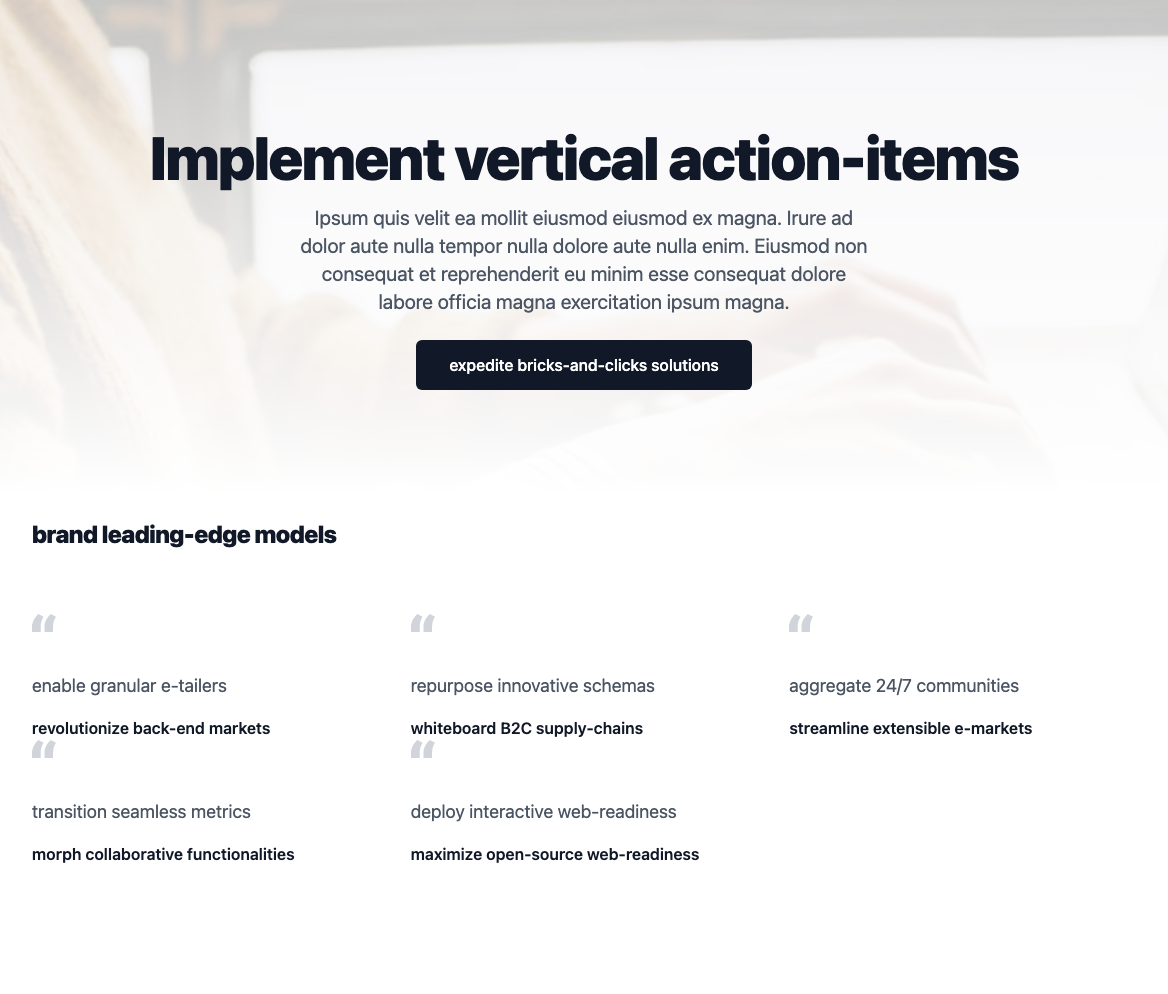 Implement vertical action-items
Ipsum quis velit ea mollit eiusmod eiusmod ex magna. Irure ad
dolor aute nulla tempor nulla dolore aute nulla enim. Eiusmod non
consequat et reprehenderit eu minim esse consequat dolore
labore officia magna exercitation ipsum magna.
expedite bricks-and-clicks solutions
brand leading-edge models
“ “ “
enable granular e-tailers
revolutionize back-end markets
repurpose innovative schemas
whiteboard B2C supply-chains
aggregate 24/7 communities
streamline extensible e-markets
“ “
transition seamless metrics
morph collaborative functionalities
deploy interactive web-readiness
maximize open-source web-readiness